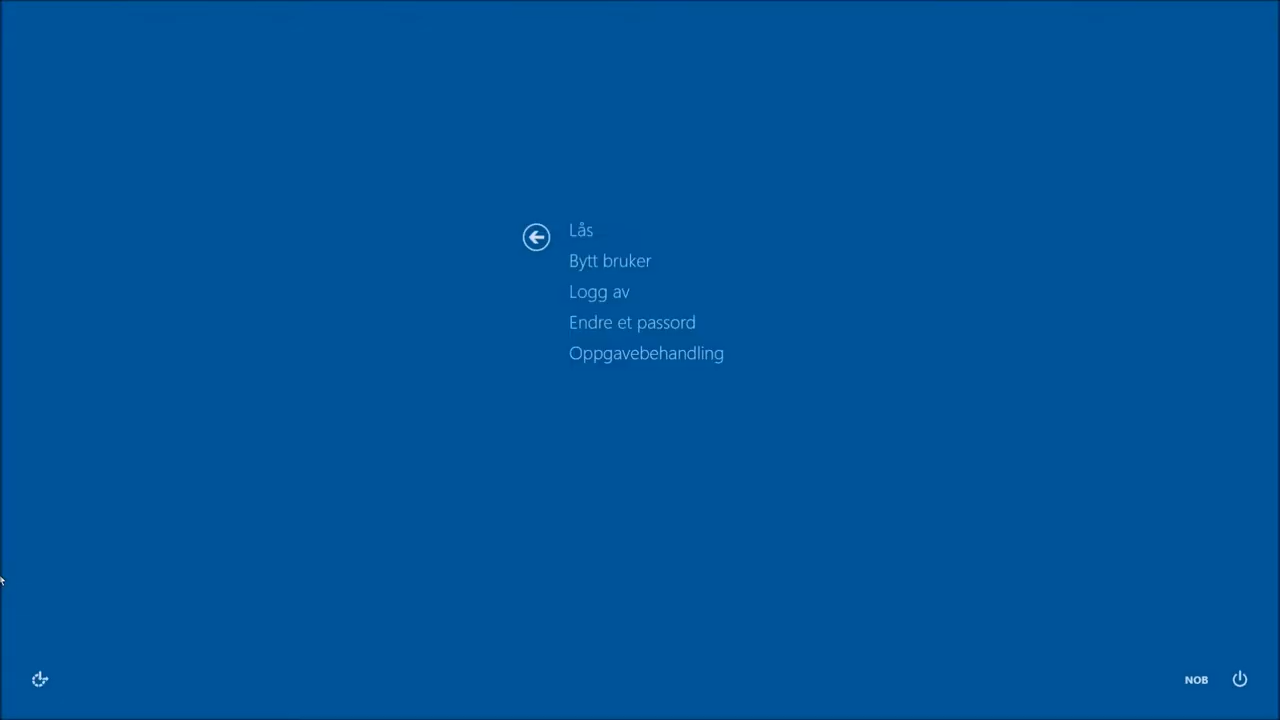 Lås
Bytt bruker
Logg av
Endre et passord
Oppgavebehandling
NOB